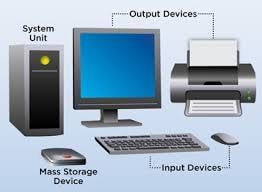 Output Devices
System
Unit
Mass Storage
Device
Input Devices